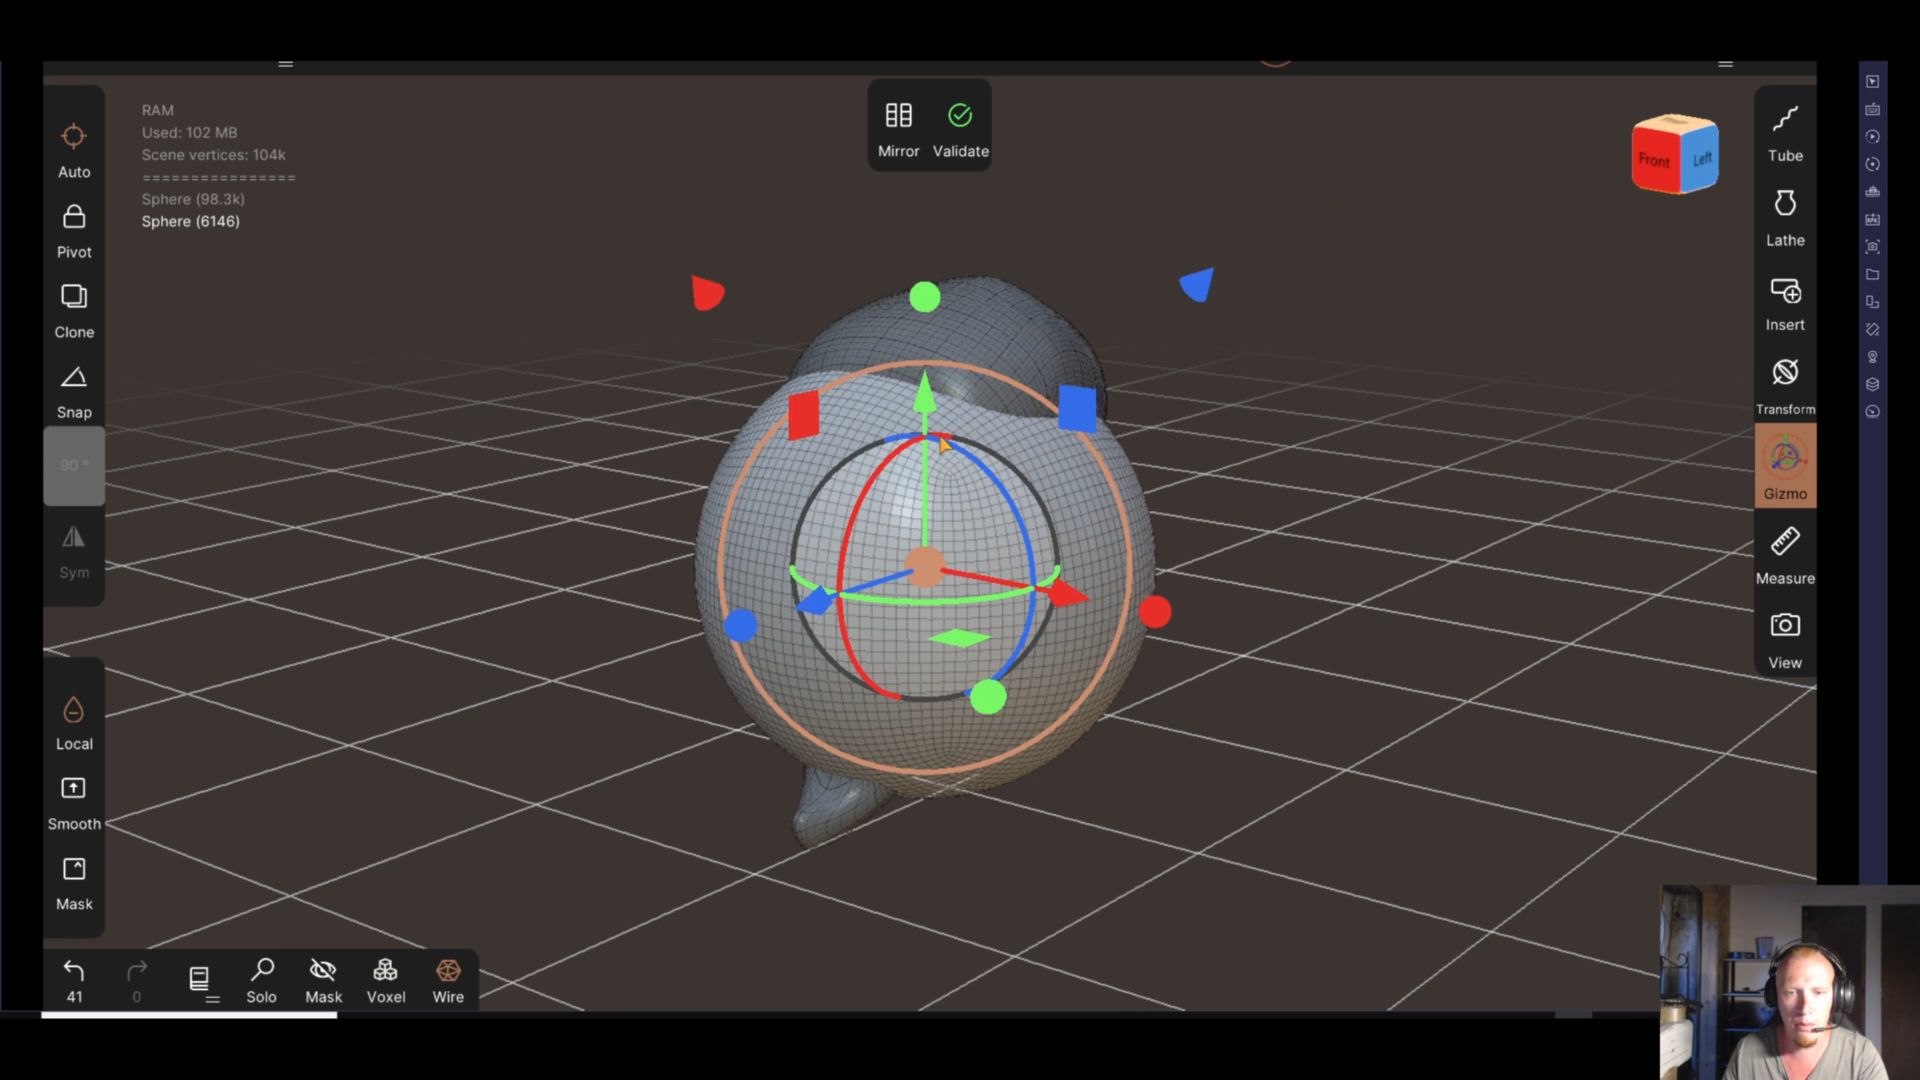 RAM
Used: 102 MB
Scene vertices: 104k
================
Sphere (98.3k)
Sphere (6146)
Auto
Pivot
Clone
Snap
90 °
Sym
Local
Smooth
Mask
41
0
Solo
Mask
Voxel
Wire
Mirror
Validate
Front
Left
Tube
Lathe
Insert
Transform
Gizmo
Measure
View